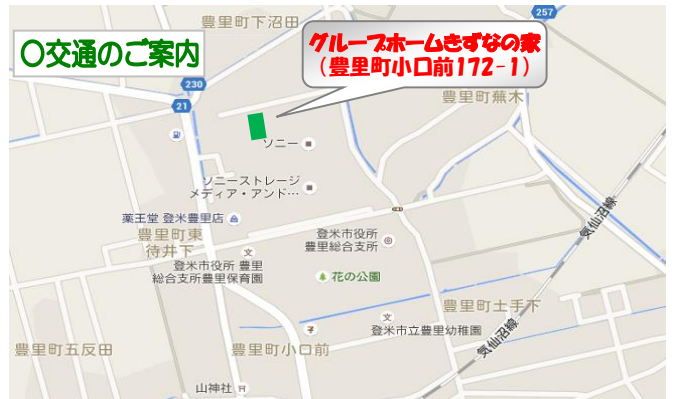 豊里町下沼田
257
〇交通のご案内
グループホームきずなの家
（豊里町小口前172-1）
230
21
豊里町蕪木
ソニー
ソニーストレージ
メディア・アンド…
薬王堂 登米豊里店
豊里町東
待井下
登米市役所
豊里総合支所
気仙沼線
登米市役所 豊里
総合支所豊里保育園
花の公園
豊里町土手下
登米市立豊里幼稚園
文
文
豊里町五反田
豊里町小口前
気仙沼線
山神社